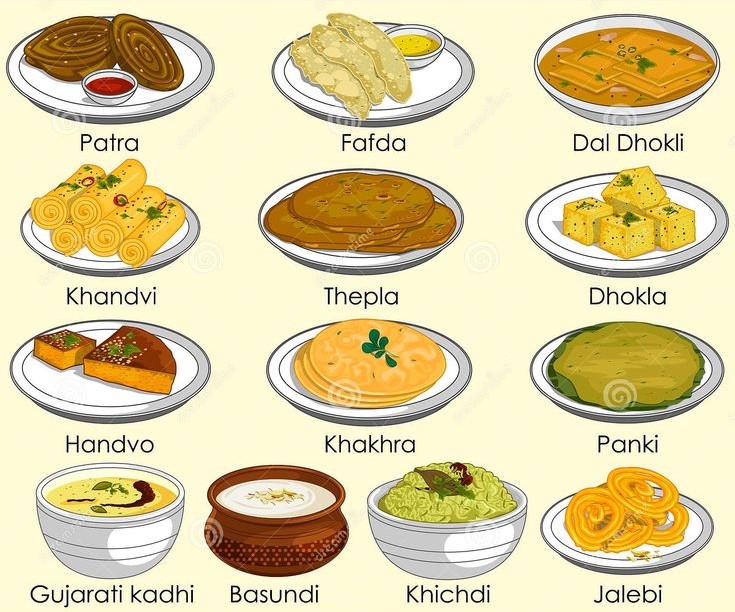 Patra
Fafda
Dal Dhokli
Khandvi
Thepla
Dhokla
Handvo
Khakhra
Panki
Gujarati kadhi
Basundi
Khichdi
Jalebi